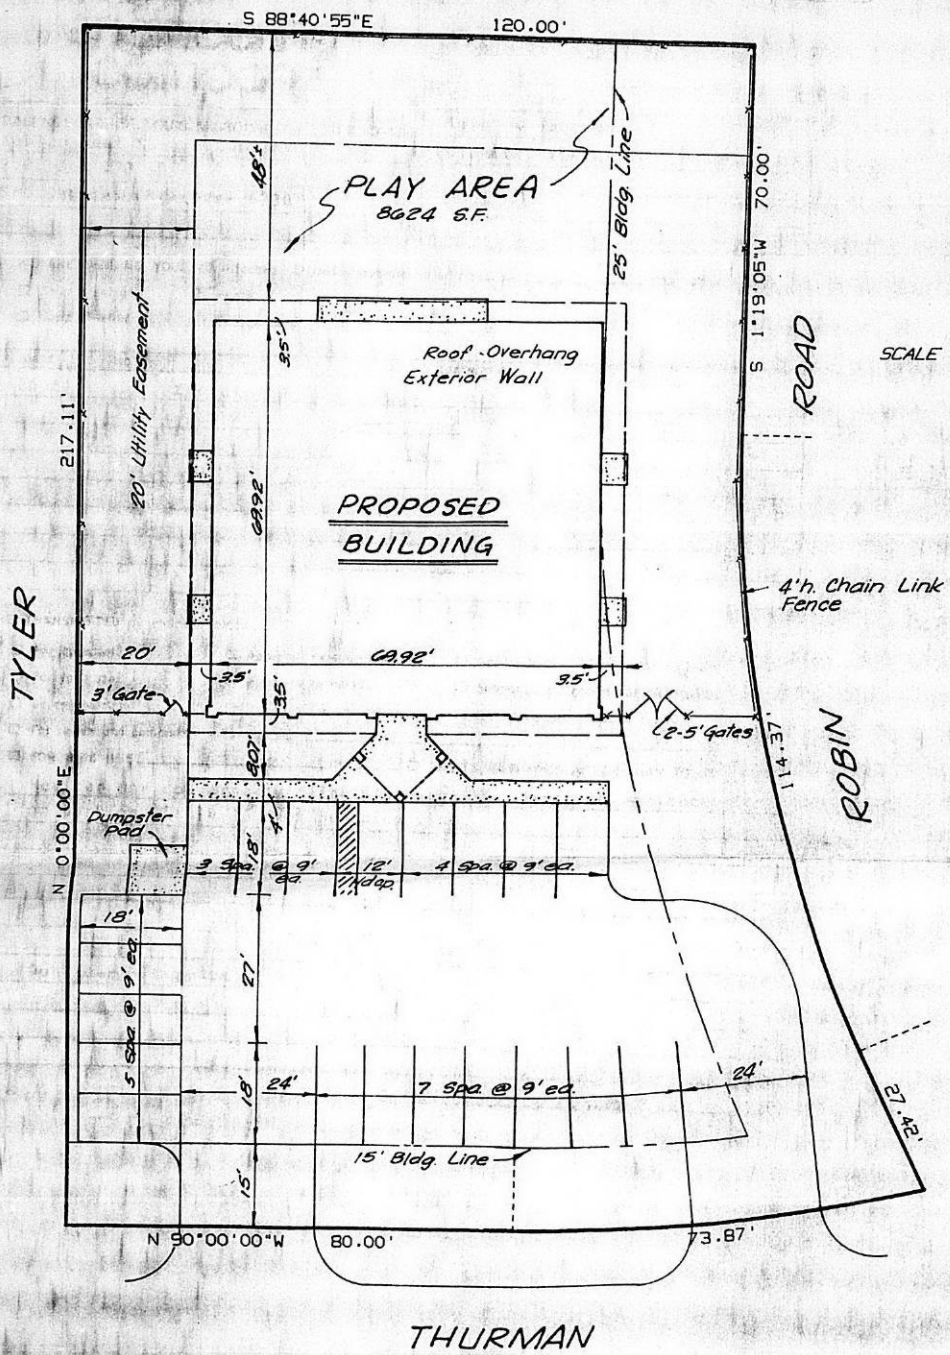 S 88°40'55"E
120.00'
48'±
PLAY AREA
8624 S.F.
25' Bldg. Line
70.00'
S 1°19'05"W
ROAD
SCALE
20' Utility Easement
217.11'
3.5'
Roof Overhang
Exterior Wall
69.92'
PROPOSED
BUILDING
4'h. Chain Link
Fence
TYLER
20'
69.92'
3.5'
3.5'
3.5'
3' Gate
2-5' Gates
114.37'
ROBIN
8.07'
N 0°00'00"E
Dumpster
Pad
4'
18'
3 Spa. @ 9'
ea.
12'
Hdcp.
4 Spa. @ 9' ea.
18'
5 Spa. @ 9' ea.
27'
18'
24'
7 Spa. @ 9' ea.
24'
27.42'
15' Bldg. Line
15'
N 90°00'00"W
80.00'
73.87'
THURMAN